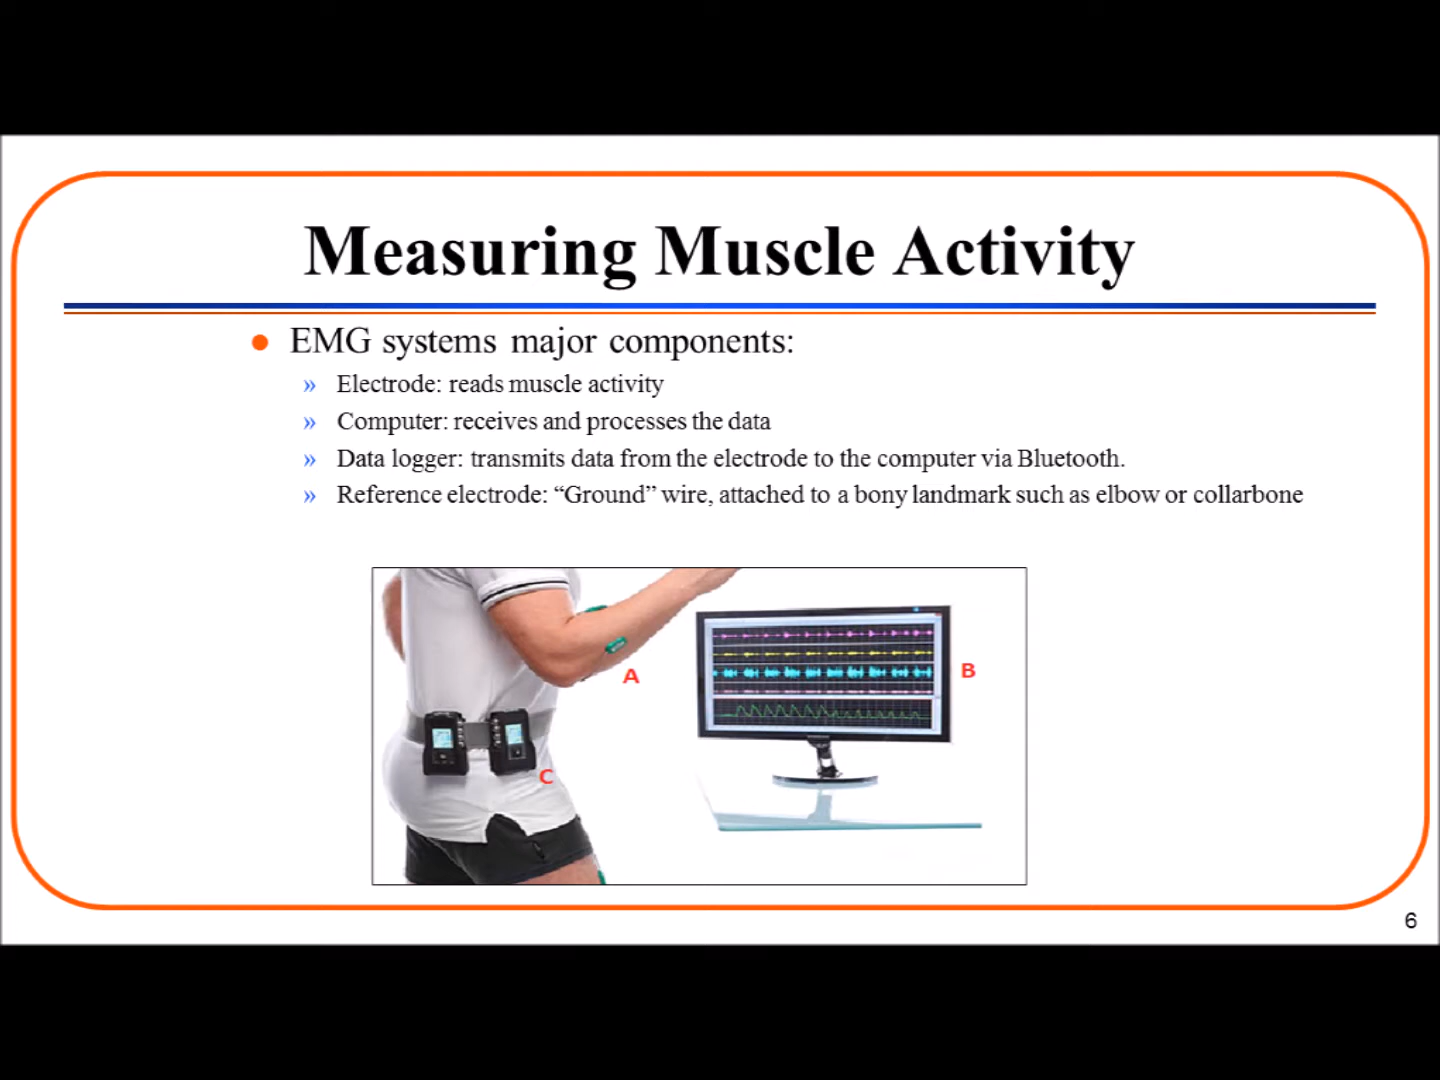 Measuring Muscle Activity
● EMG systems major components:
» Electrode: reads muscle activity
» Computer: receives and processes the data
» Data logger: transmits data from the electrode to the computer via Bluetooth.
» Reference electrode: “Ground” wire, attached to a bony landmark such as elbow or collarbone
A
B
C
6